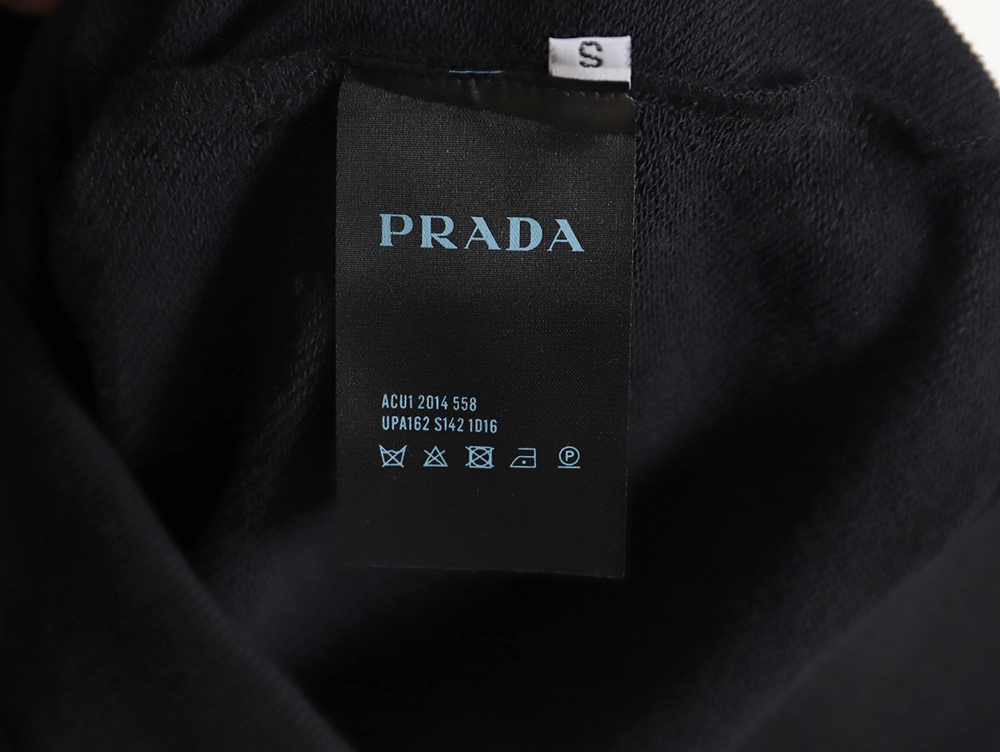 S
PRADA
ACU1 2014 558
UPA162 S142 1D16
P